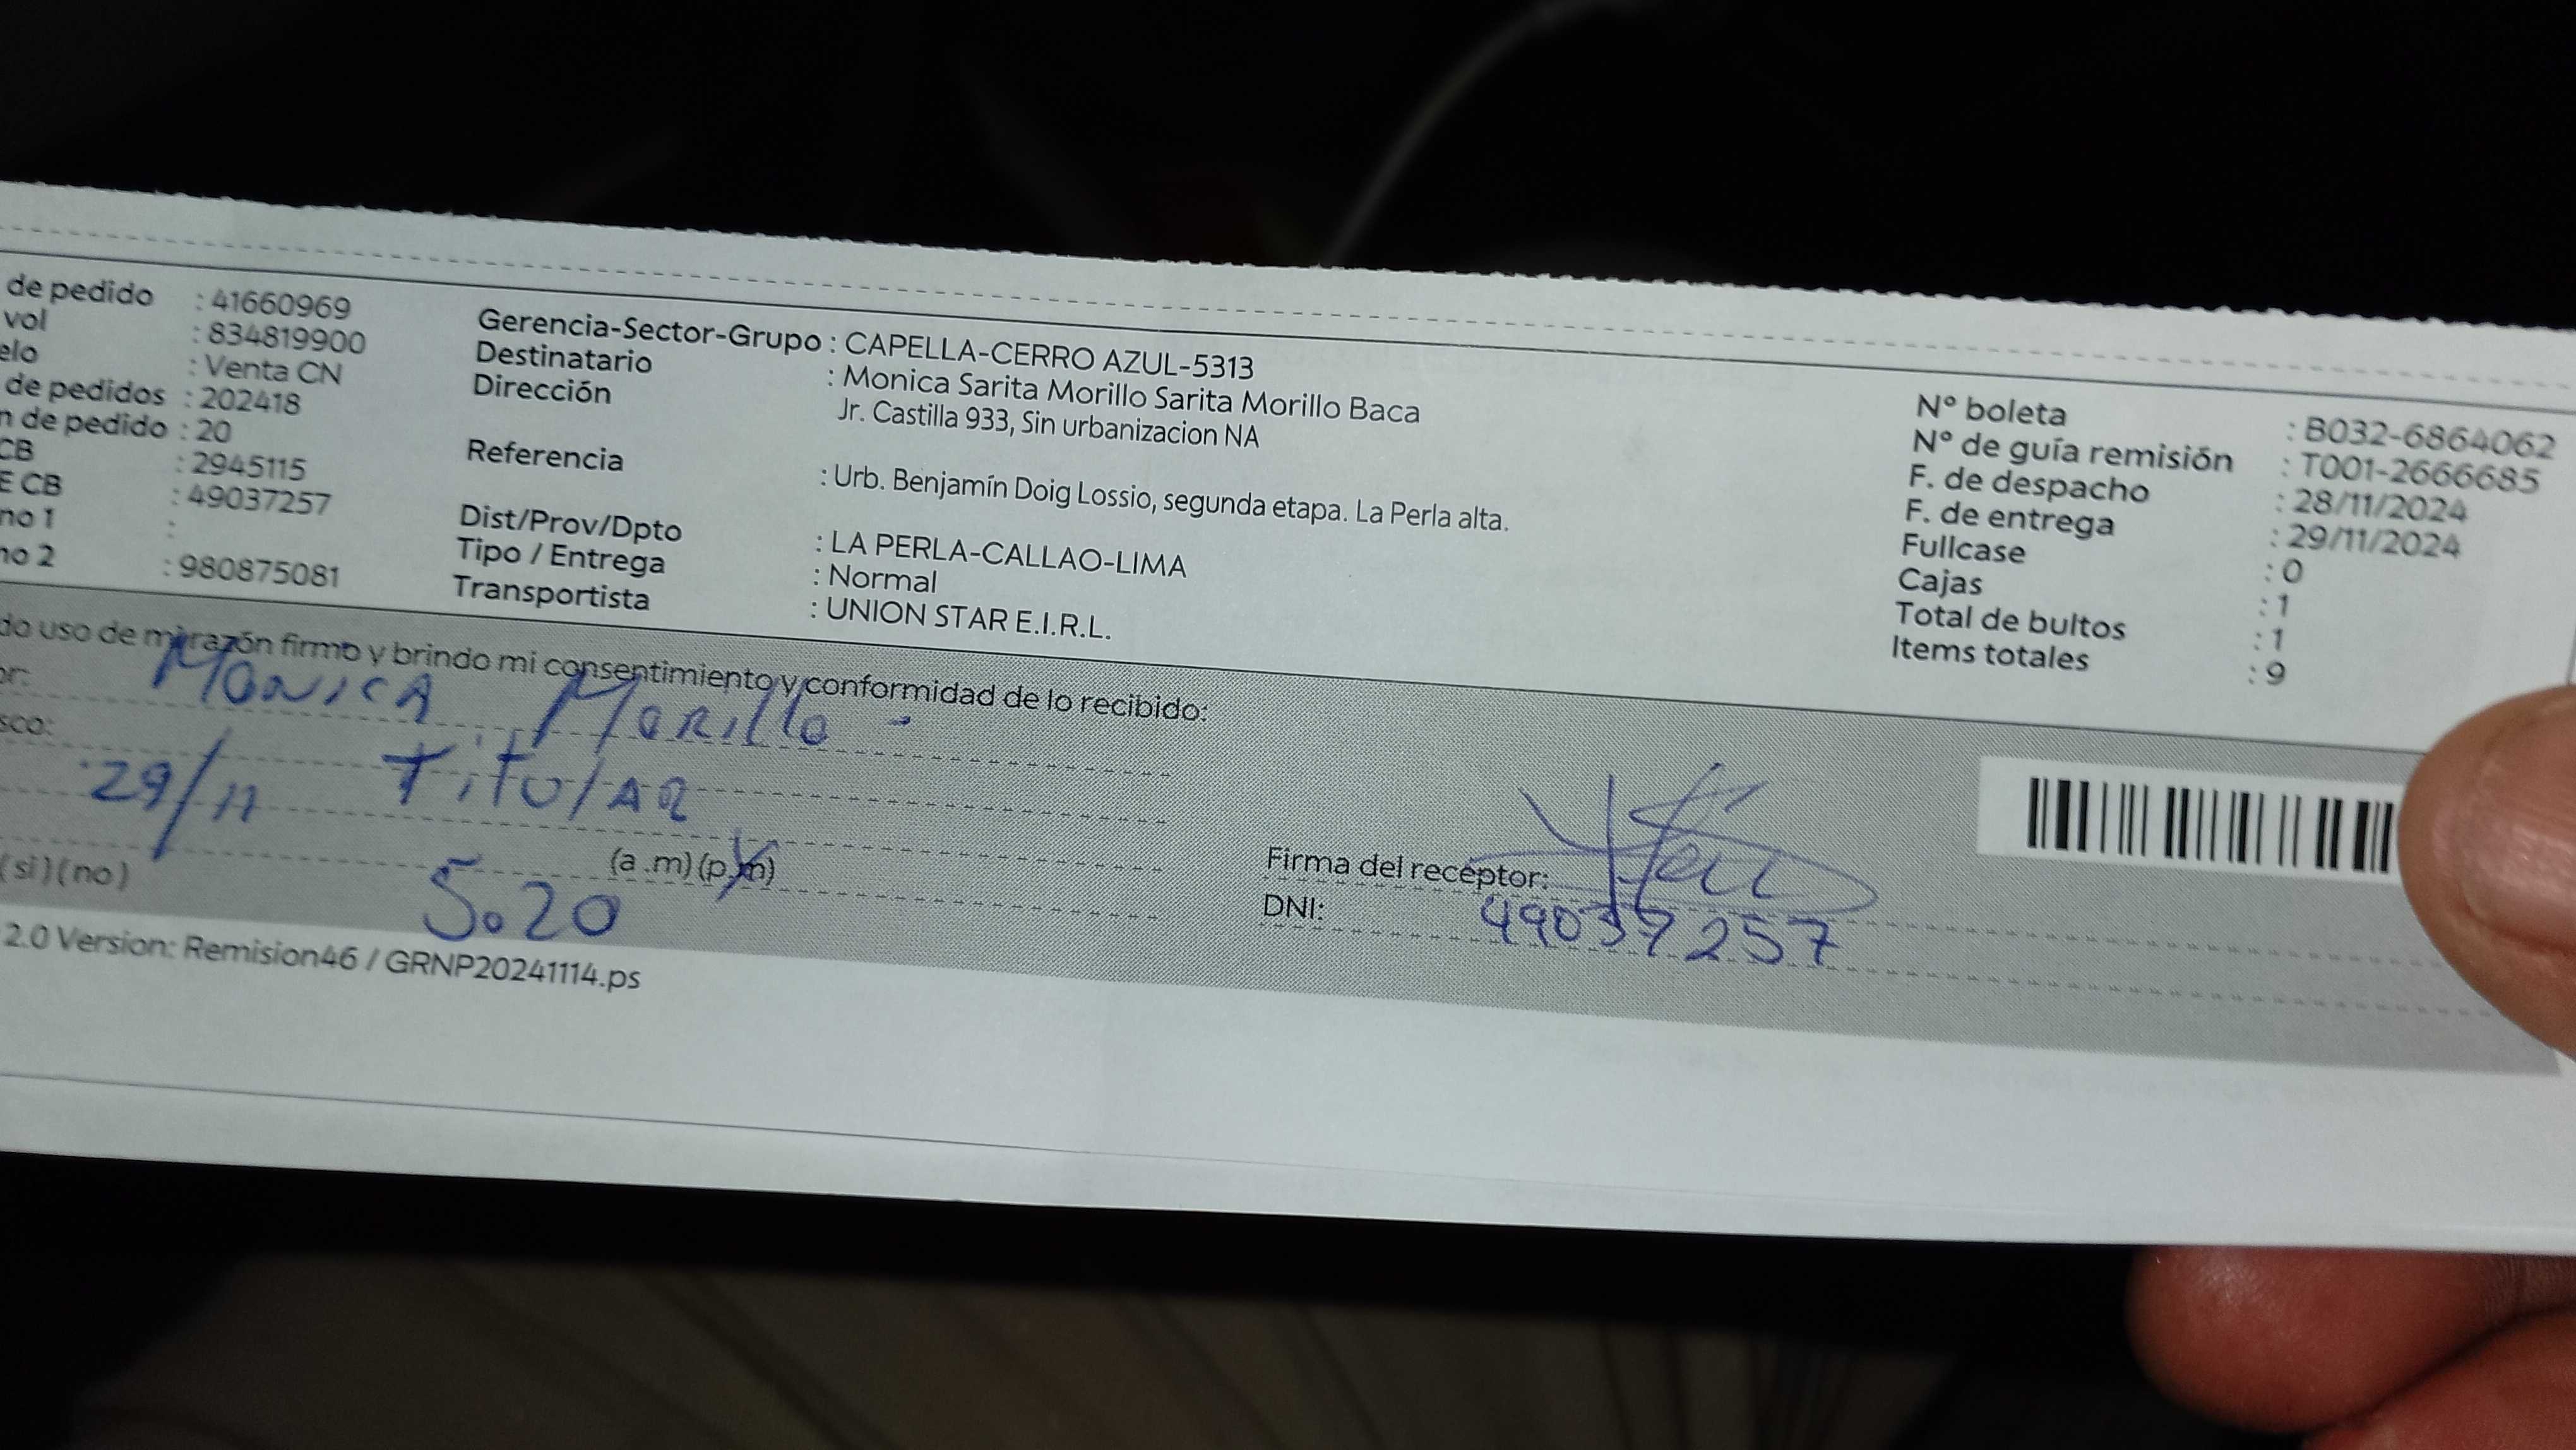 de pedido : 41660969
vol : 834819900
elo : Venta CN
de pedidos : 202418
n de pedido : 20
CB : 2945115
E CB : 49037257
no 1 :
no 2 : 980875081
Gerencia-Sector-Grupo : CAPELLA-CERRO AZUL-5313
Destinatario : Monica Sarita Morillo Sarita Morillo Baca
Dirección Jr. Castilla 933, Sin urbanizacion NA
Referencia : Urb. Benjamín Doig Lossio, segunda etapa. La Perla alta.
Dist/Prov/Dpto : LA PERLA-CALLAO-LIMA
Tipo / Entrega : Normal
Transportista : UNION STAR E.I.R.L.
N° boleta : B032-6864062
N° de guía remisión : T001-2666685
F. de despacho : 28/11/2024
F. de entrega : 29/11/2024
Fullcase : 0
Cajas : 1
Total de bultos : 1
Items totales : 9
do uso de mi razón firmo y brindo mi consentimiento y conformidad de lo recibido:
or: MONICA MORillo -
sco: TitulAR
29/11
(a .m) (p.m)
(si) (no) 5.20
Firma del receptor:
DNI: 49037257
2.0 Version: Remision46 / GRNP20241114.ps